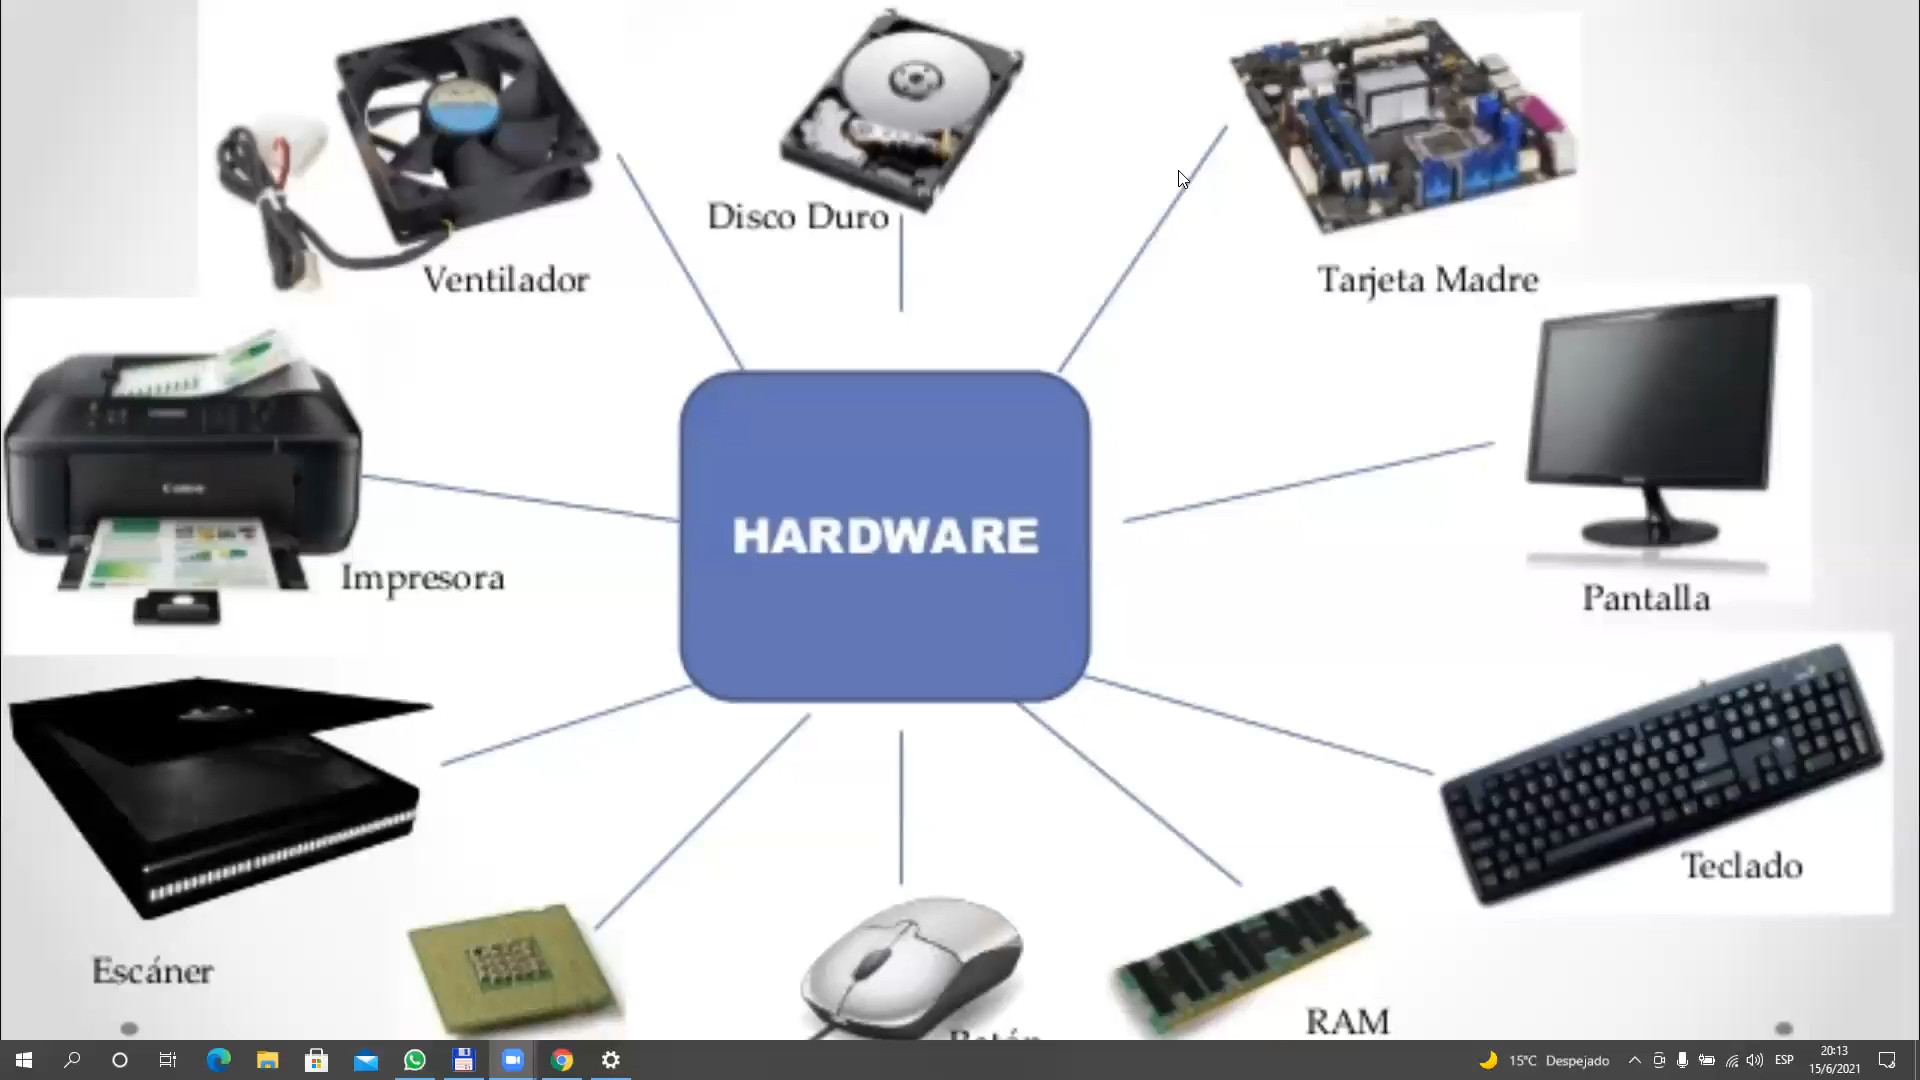 Disco Duro
Ventilador
Tarjeta Madre
HARDWARE
Canon
Impresora
Pantalla
Teclado
Escáner
RAM
15°C Despejado
ESP
20:13
15/6/2021